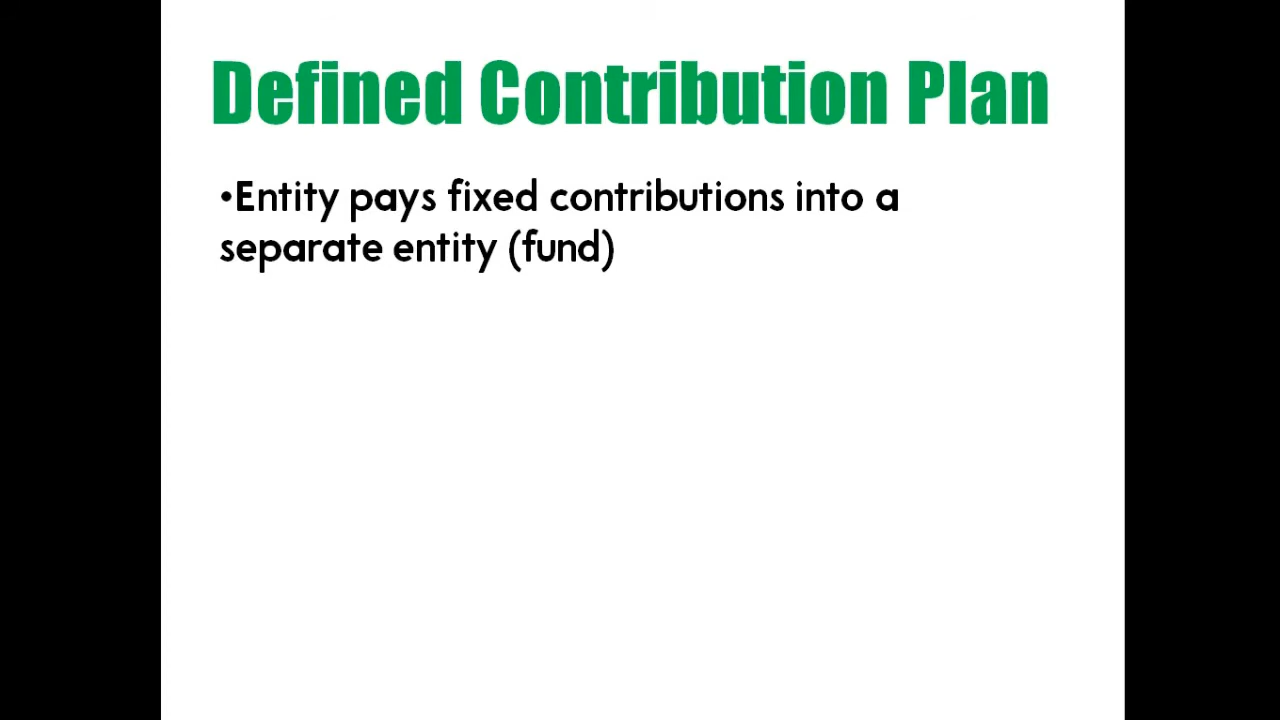 Defined Contribution Plan
•Entity pays fixed contributions into a
separate entity (fund)